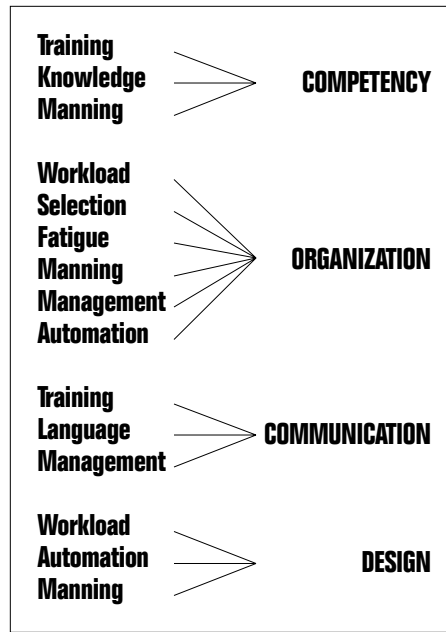 Training
Knowledge COMPETENCY
Manning
Workload
Selection
Fatigue
ORGANIZATION
Manning
Management
Automation
Training
Language COMMUNICATION
Management
Workload
Automation DESIGN
Manning